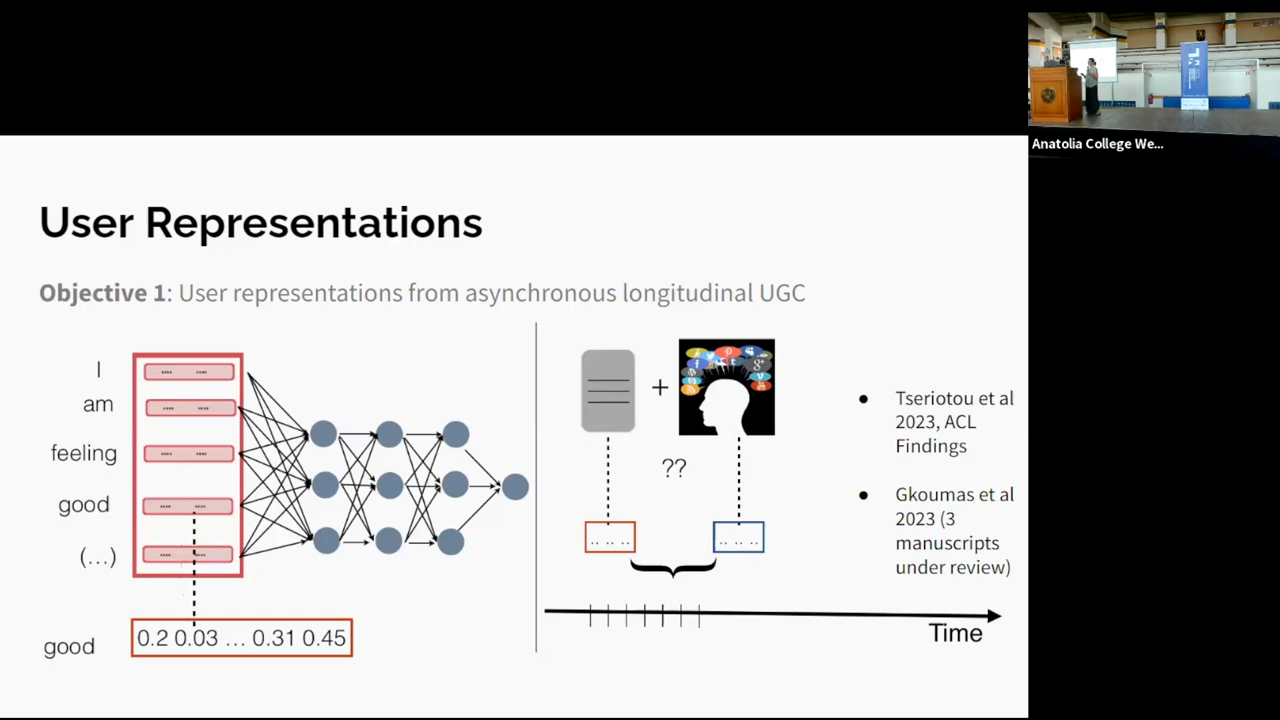 Anatolia College We...
User Representations
Objective 1: User representations from asynchronous longitudinal UGC
I
am
feeling
good
(...)
good
0.2 0.03 ... 0.31 0.45
+
??
.. .. ..
.. .. ..
Time
● Tseriotou et al
2023, ACL
Findings
● Gkoumas et al
2023 (3
manuscripts
under review)